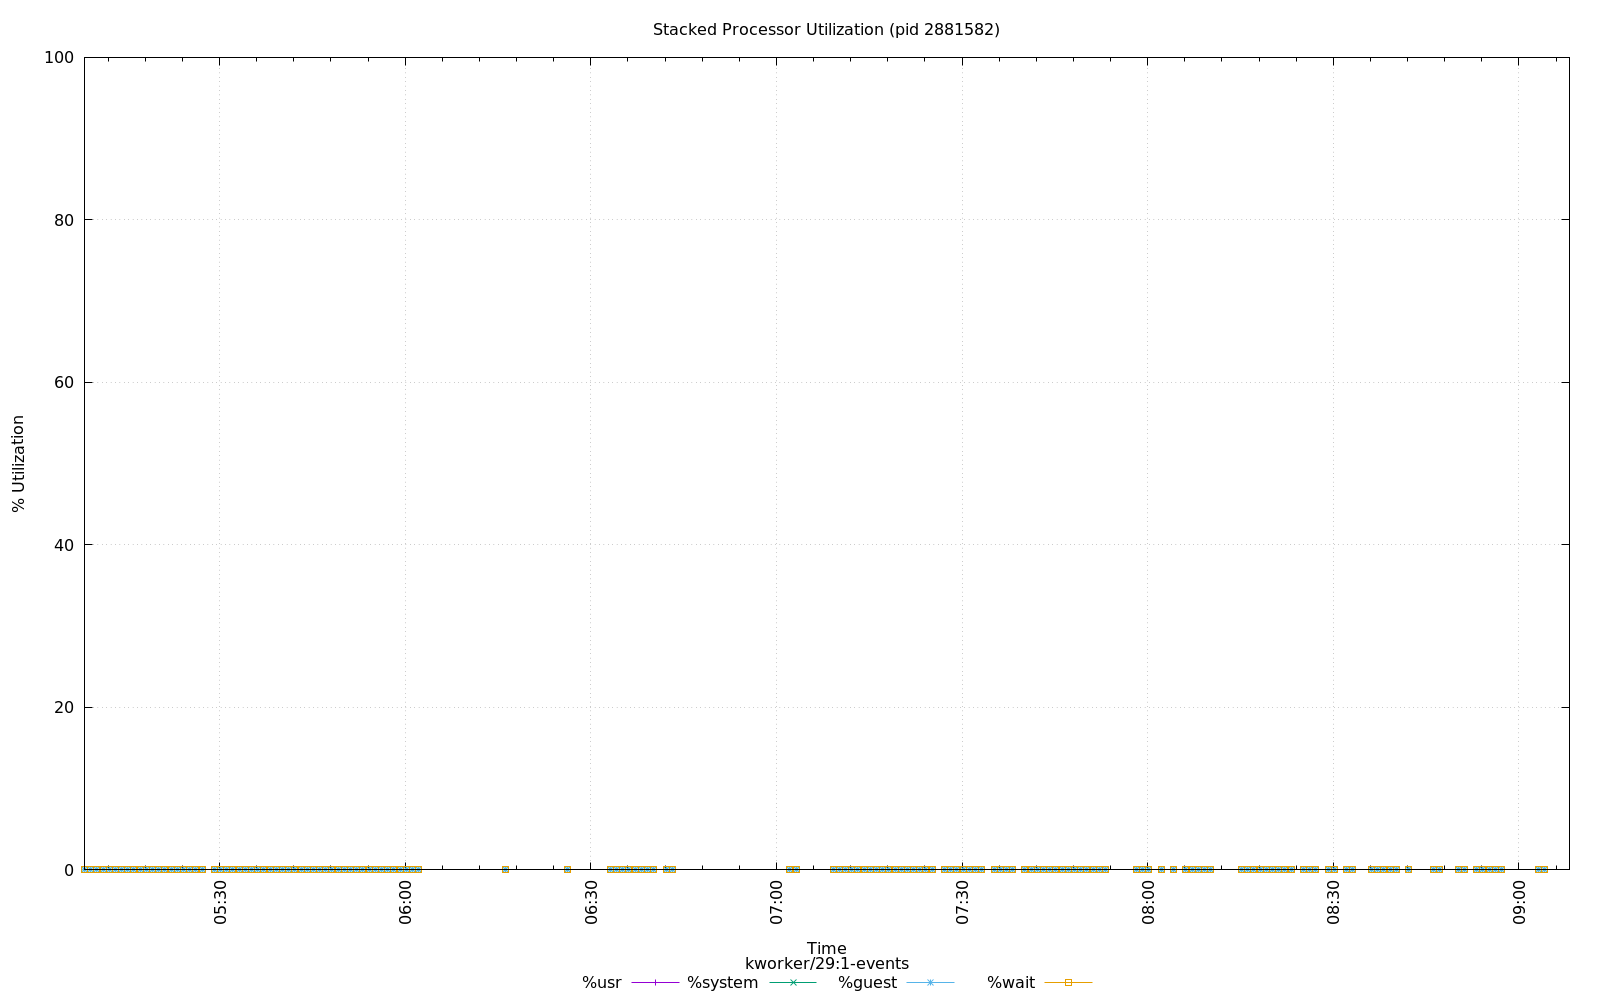 Stacked Processor Utilization (pid 2881582)
100
80
60
40
20
0
% Utilization
05:30
06:00
06:30
07:00
07:30
08:00
08:30
09:00
Time
kworker/29:1-events
%usr %system %guest %wait